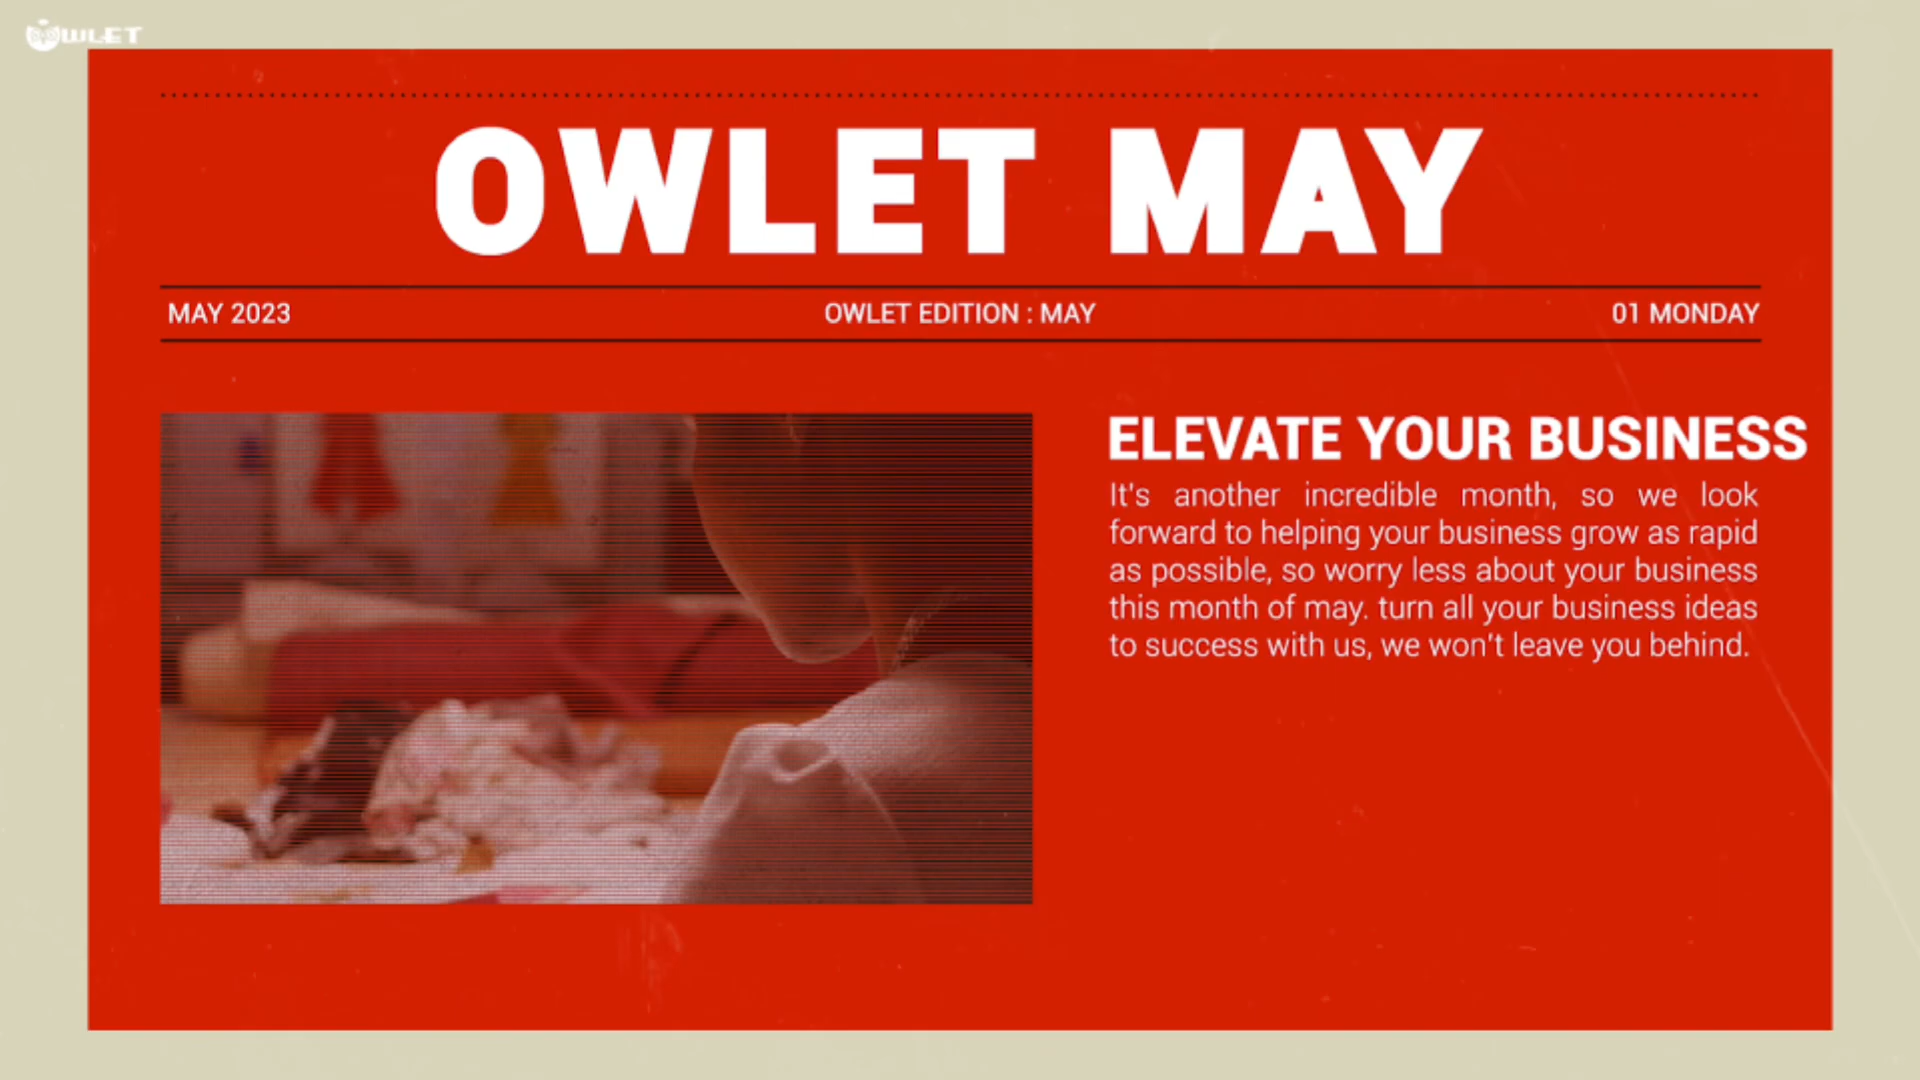 OWLET
OWLET MAY
MAY 2023
OWLET EDITION : MAY
01 MONDAY
ELEVATE YOUR BUSINESS
It's another incredible month, so we look
forward to helping your business grow as rapid
as possible, so worry less about your business
this month of may. turn all your business ideas
to success with us, we won't leave you behind.